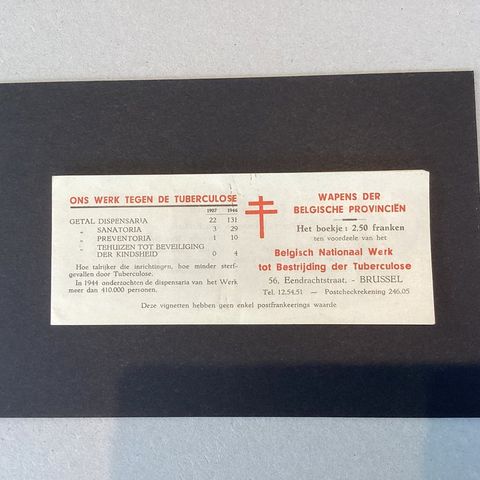 ONS WERK TEGEN DE TUBERCULOSE
1907 1944
GETAL DISPENSARIA 22 131
" SANATORIA 3 29
" PREVENTORIA 1 10
" TEHUIZEN TOT BEVEILIGING
DER KINDSHEID 0 4
Hoe talrijker die inrichtingen, hoe minder sterf-
gevallen door Tuberculose.
In 1944 onderzochten de dispensaria van het Werk
meer dan 410.000 personen.
WAPENS DER
BELGISCHE PROVINCIËN
Het boekje : 2.50 franken
ten voordeele van het
Belgisch Nationaal Werk
tot Bestrijding der Tuberculose
56, Eendrachtstraat, - BRUSSEL
Tel. 12.54.51 — Postcheckrekening 246.05
Deze vignetten hebben geen enkel postfrankeerings waarde